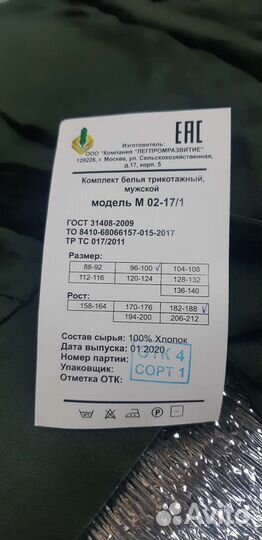 EAC
Изготовитель:
ООО "Компания "ЛЕГПРОМРАЗВИТИЕ"
129226, г. Москва, ул. Сельскохозяйственная,
д.17, корп. 5
Комплект белья трикотажный,
мужской
модель М 02-17/1
ГОСТ 31408-2009
ТО 8410-68066157-015-2017
ТР ТС 017/2011
Размер:
88-92 96-100 104-108
112-116 120-124 128-132
136-140
Рост:
158-164 170-176 182-188
194-200 206-212
Состав сырья: 100% Хлопок
Дата выпуска: 01.2020
Номер партии:
Упаковщик:
Отметка ОТК:
ОТК 4
СОРТ 1
Avito